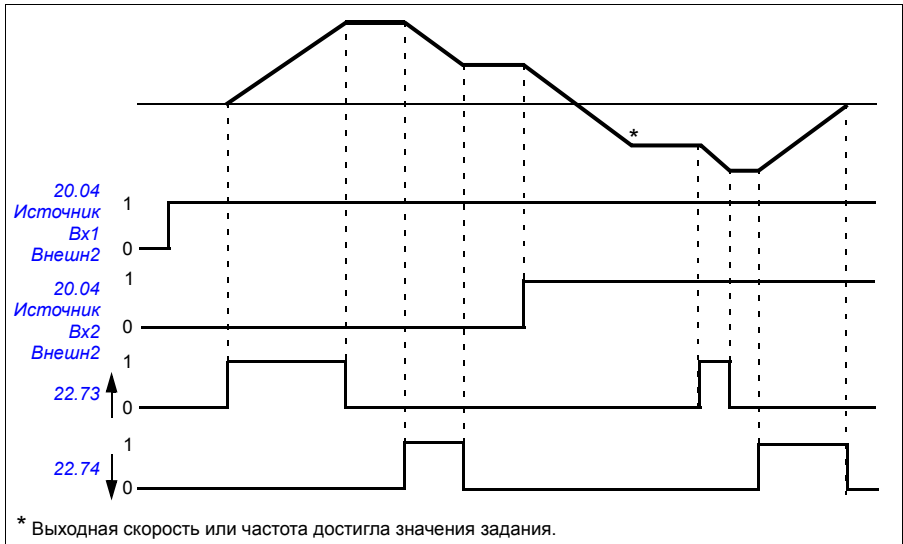 *
20.04
Источник
Вх1
Внешн2
1
0
20.04
Источник
Вх2
Внешн2
1
0
22.73
1
0
22.74
1
0
* Выходная скорость или частота достигла значения задания.